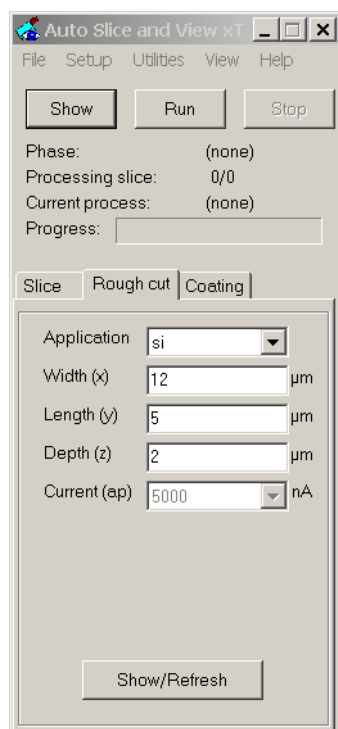 Auto Slice and View xT
File Setup Utilities View Help
Show Run Stop
Phase: (none)
Processing slice: 0/0
Current process: (none)
Progress:
Slice Rough cut Coating
Application si
Width (x) 12 µm
Length (y) 5 µm
Depth (z) 2 µm
Current (ap) 5000 nA
Show/Refresh